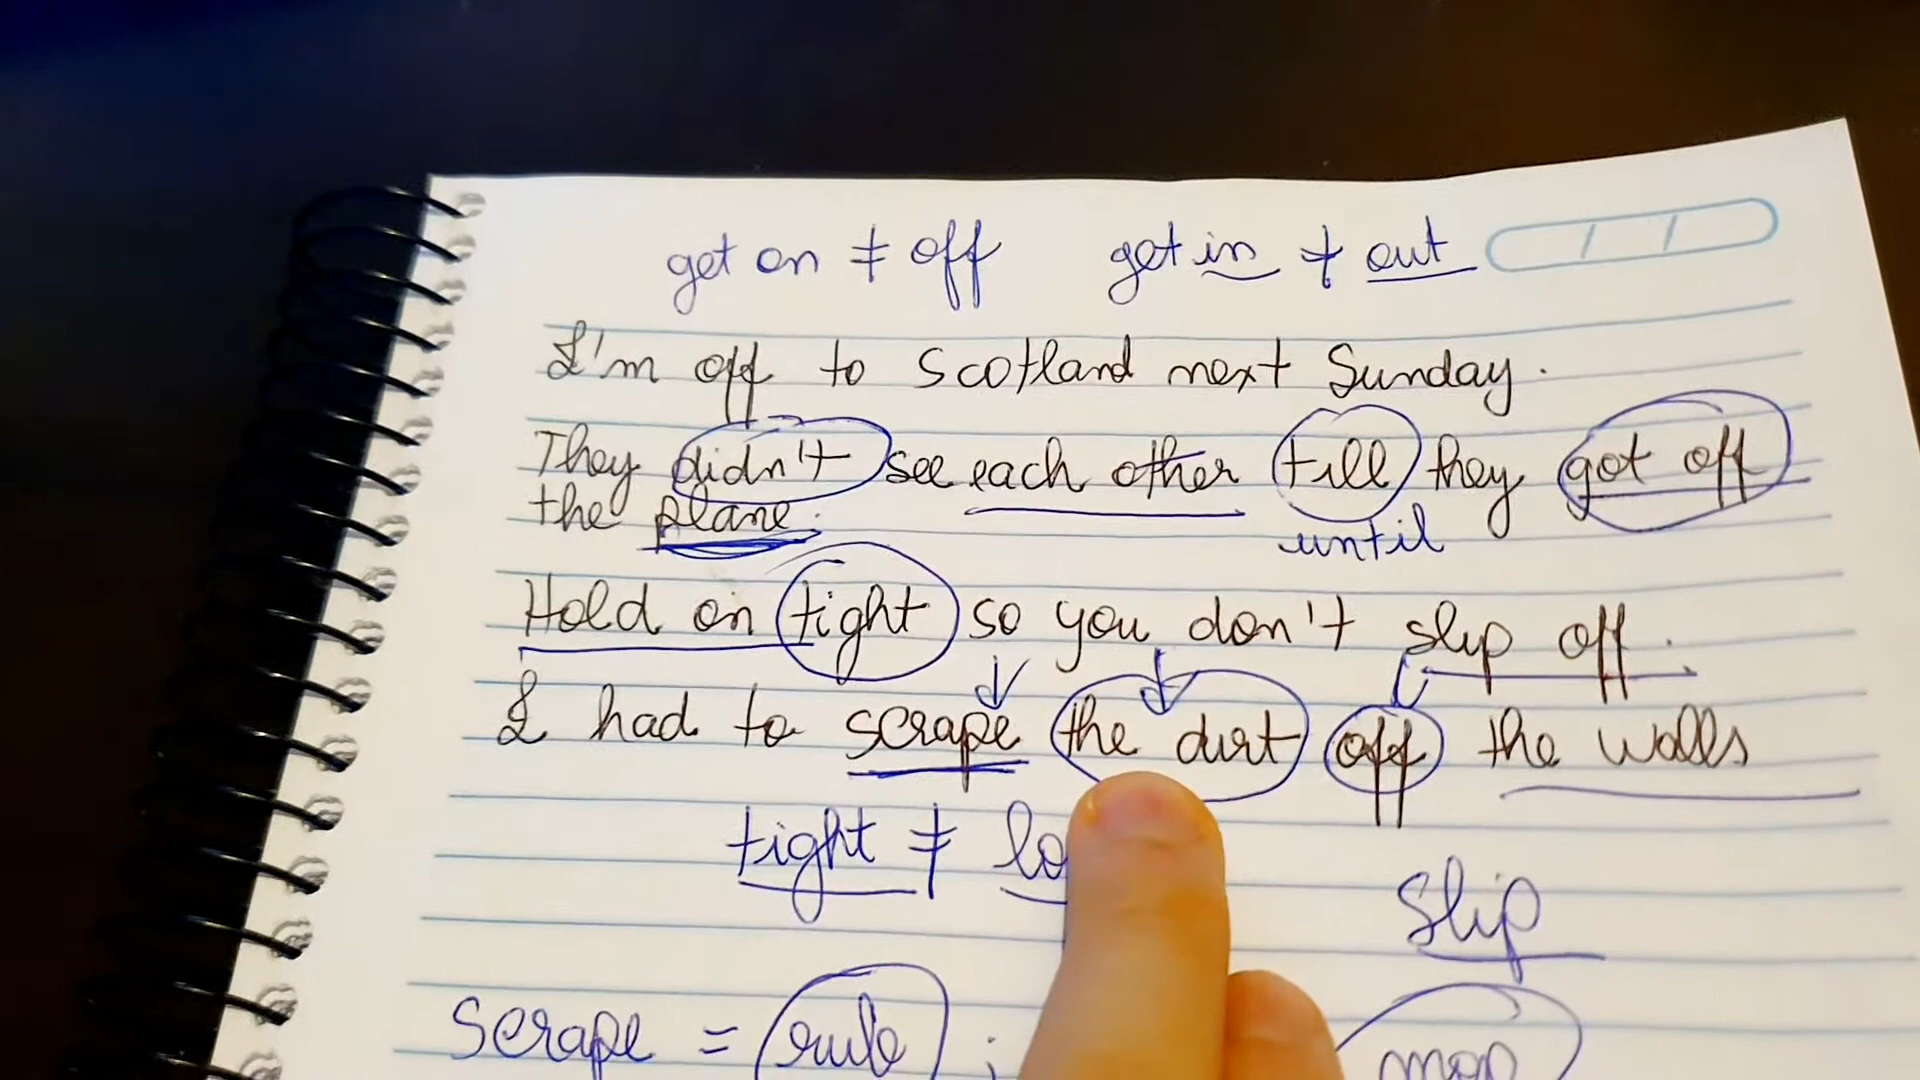 get on ≠ off get in ≠ out
I'm off to Scotland next Sunday.
They didn't see each other till they got off
the plane.
until
Hold on tight so you don't slip off.
I had to scrape the dirt off the walls
tight ≠ lo
Slip
Scrape = rub ;
mop